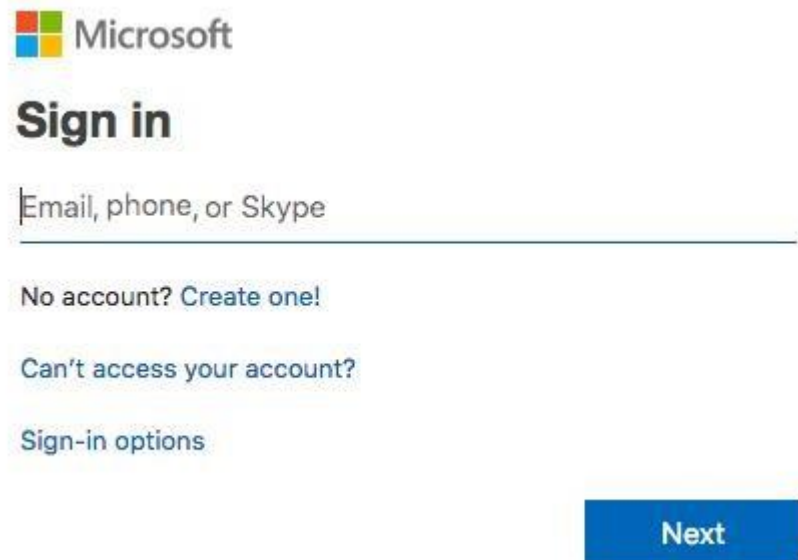 Microsoft
Sign in
Email, phone, or Skype
No account? Create one!
Can't access your account?
Sign-in options
Next